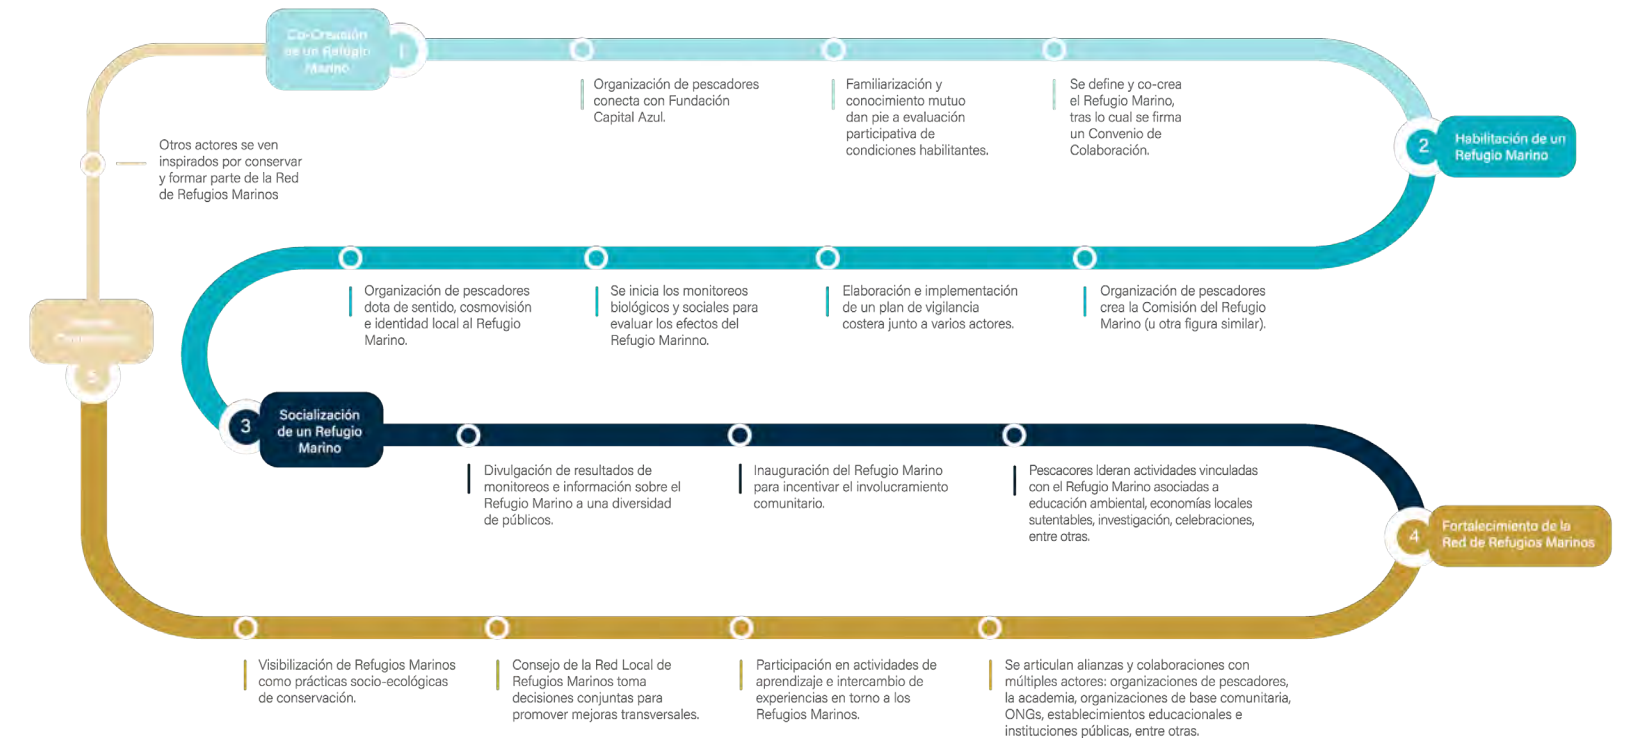 Co-Creación
de un Refugio
Marino
1
Organización de pescadores
conecta con Fundación
Capital Azul.
Familiarización y
conocimiento mutuo
dan pie a evaluación
participativa de
condiciones habilitantes.
Se define y co-crea
el Refugio Marino,
tras lo cual se firma
un Convenio de
Colaboración.
2
Habilitación de un
Refugio Marino
Organización de pescadores
crea la Comisión del Refugio
Marino (u otra figura similar).
Elaboración e implementación
de un plan de vigilancia
costera junto a varios actores.
Se inicia los monitoreos
biológicos y sociales para
evaluar los efectos del
Refugio Marinno.
Organización de pescadores
dota de sentido, cosmovisión
e identidad local al Refugio
Marino.
3
Socialización
de un Refugio
Marino
Divulgación de resultados de
monitoreos e información sobre el
Refugio Marino a una diversidad
de públicos.
Inauguración del Refugio Marino
para incentivar el involucramiento
comunitario.
Pescacores lderan actividades vinculadas
con el Refugio Marino asociadas a
educación ambiental, economías locales
sutentables, investigación, celebraciones,
entre otras.
4
Fortalecimiento de la
Red de Refugios Marinos
Se articulan alianzas y colaboraciones con
múltiples actores: organizaciones de pescadores,
la academia, organizaciones de base comunitaria,
ONGs, establecimientos educacionales e
instituciones públicas, entre otras.
Participación en actividades de
aprendizaje e intercambio de
experiencias en torno a los
Refugios Marinos.
Consejo de la Red Local de
Refugios Marinos toma
decisiones conjuntas para
promover mejoras transversales.
Visibilización de Refugios Marinos
como prácticas socio-ecológicas
de conservación.
5
Otros actores se ven
inspirados por conservar
y formar parte de la Red
de Refugios Marinos